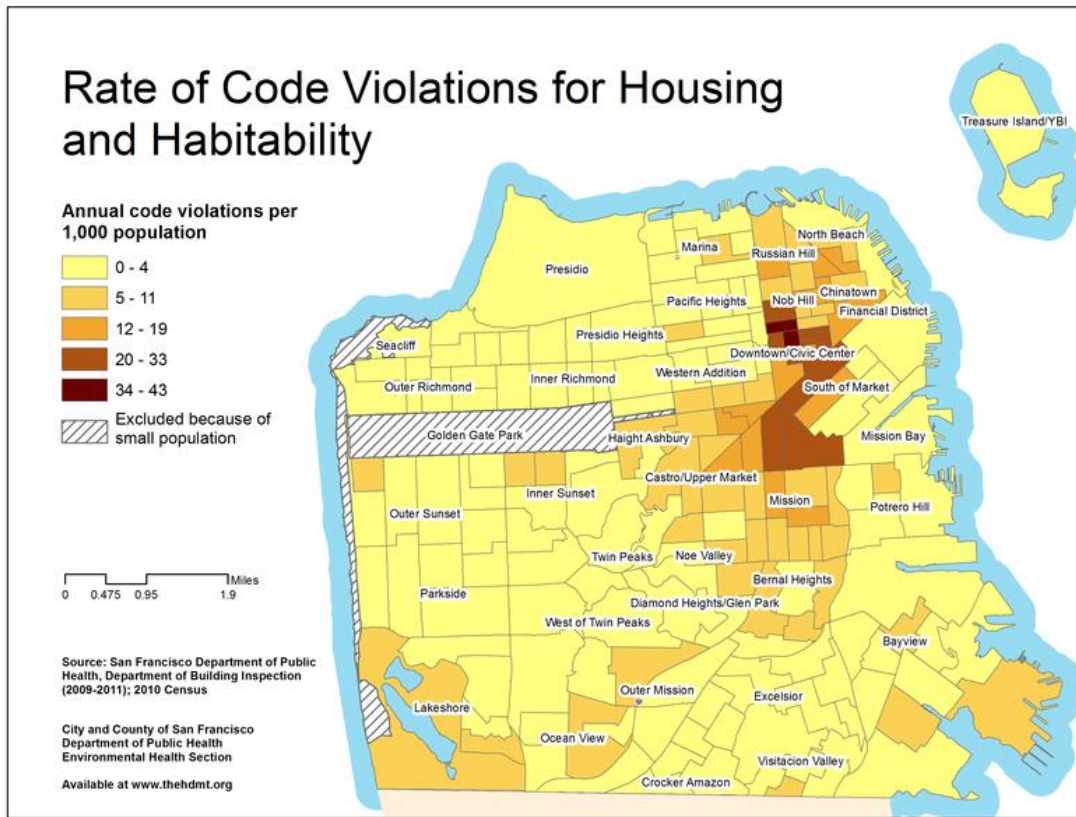 Rate of Code Violations for Housing
and Habitability
Annual code violations per
1,000 population
0 - 4
5 - 11
12 - 19
20 - 33
34 - 43
Excluded because of
small population
Treasure Island/YBI
North Beach
Marina
Russian Hill
Presidio
Chinatown
Pacific Heights
Nob Hill
Financial District
Presidio Heights
Seacliff
Downtown/Civic Center
Western Addition
Inner Richmond
Outer Richmond
South of Market
Golden Gate Park
Haight Ashbury
Mission Bay
Castro/Upper Market
Inner Sunset
Mission
Potrero Hill
Outer Sunset
Twin Peaks
Noe Valley
Bernal Heights
Parkside
Diamond Heights/Glen Park
West of Twin Peaks
Bayview
Outer Mission
Excelsior
Lakeshore
Ocean View
Visitacion Valley
Crocker Amazon
Miles
0 0.475 0.95 1.9
Source: San Francisco Department of Public
Health, Department of Building Inspection
(2009-2011); 2010 Census
City and County of San Francisco
Department of Public Health
Environmental Health Section
Available at www.thehdmt.org